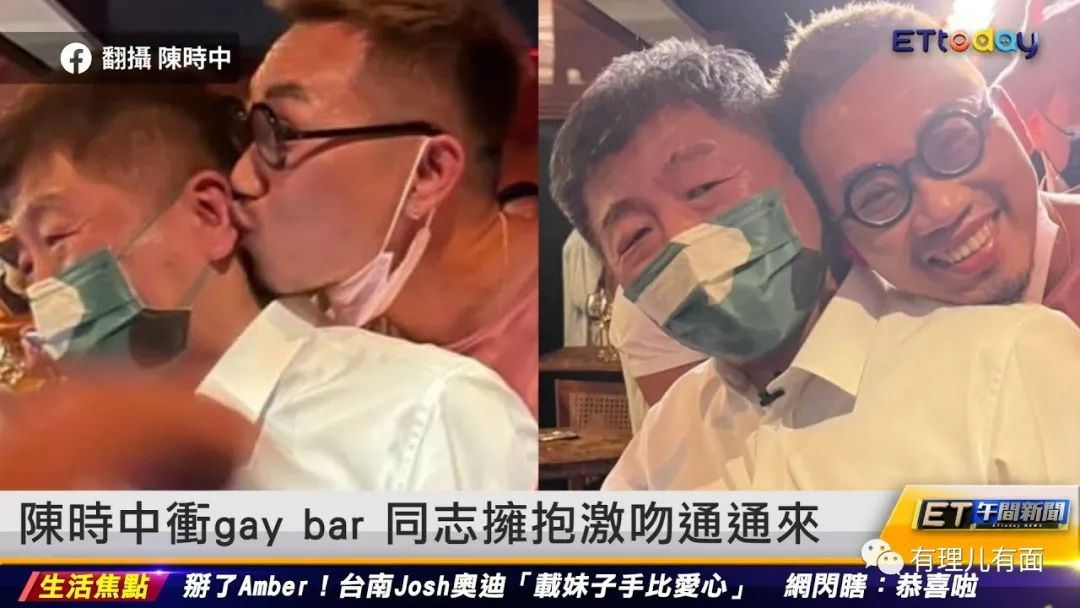 翻攝 陳時中
ETtoday
陳時中衝gay bar 同志擁抱激吻通通來
ET午間新聞
ETtoday NEWS
有理儿有面
生活焦點
掰了Amber！台南Josh奧迪「載妹子手比愛心」 網閃瞎：恭喜啦